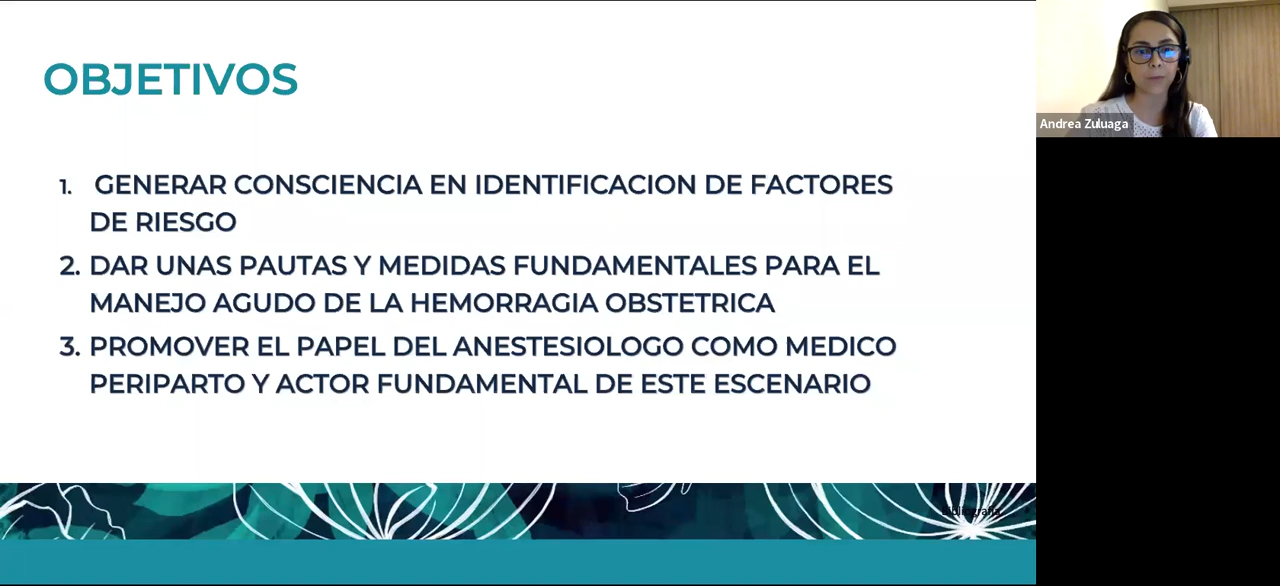 OBJETIVOS
1. GENERAR CONSCIENCIA EN IDENTIFICACION DE FACTORES
DE RIESGO
2. DAR UNAS PAUTAS Y MEDIDAS FUNDAMENTALES PARA EL
MANEJO AGUDO DE LA HEMORRAGIA OBSTETRICA
3. PROMOVER EL PAPEL DEL ANESTESIOLOGO COMO MEDICO
PERIPARTO Y ACTOR FUNDAMENTAL DE ESTE ESCENARIO
Bibliografía
Andrea Zuluaga